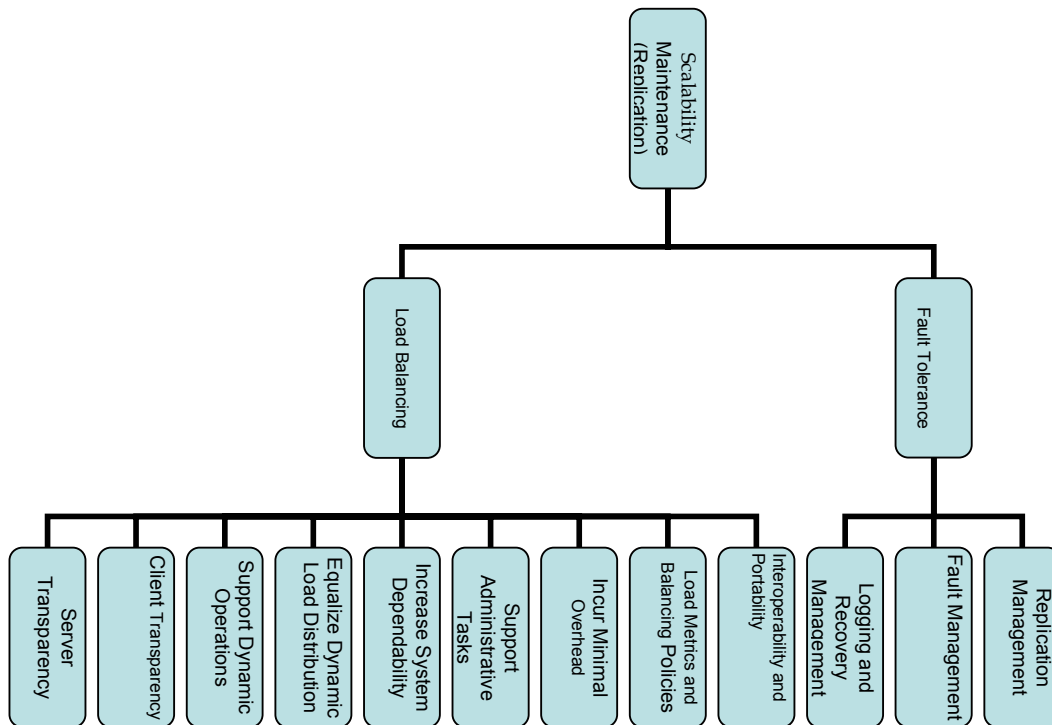 Scalability
Maintenance
(Replication)
Load Balancing
Fault Tolerance
Server
Transparency
Client Transparency
Support Dynamic
Operations
Equalize Dynamic
Load Distribution
Increase System
Dependability
Support
Administrative
Tasks
Incur Minimal
Overhead
Load Metrics and
Balancing Policies
Interoperability and
Portability
Logging and
Recovery
Management
Fault Management
Replication
Management